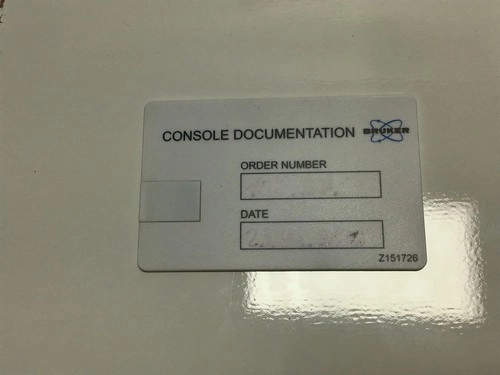 CONSOLE DOCUMENTATION BRUKER
ORDER NUMBER
DATE
Z151726